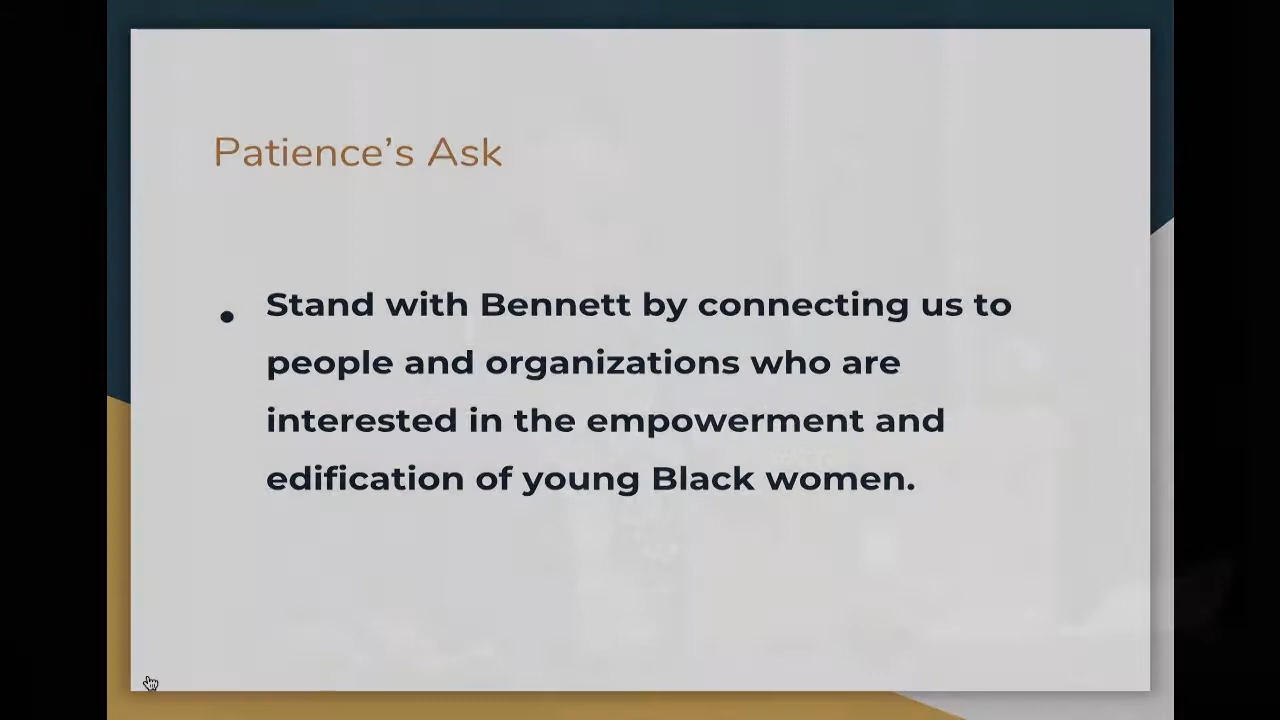 Patience’s Ask
• Stand with Bennett by connecting us to
people and organizations who are
interested in the empowerment and
edification of young Black women.